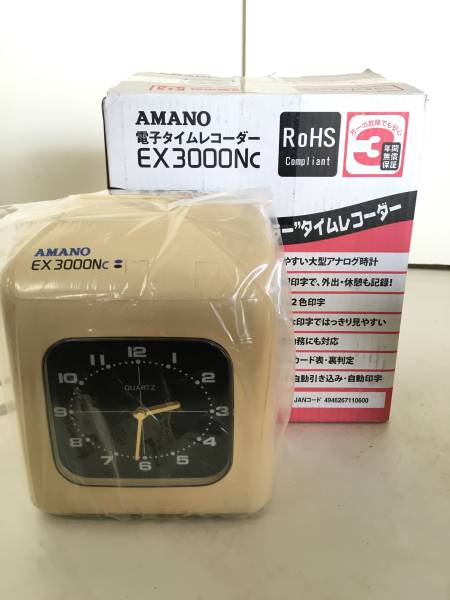 AMANO
電子タイムレコーダー
EX3000Nc
RoHS
Compliant
万一の故障でも安心
3
年間
無償
保証
ー"タイムレコーダー
やすい大型アナログ時計
印字で、外出・休憩も記録!
2色印字
印字ではっきり見やすい
務にも対応
カード表・裏判定
自動引き込み・自動印字
JANコード 4946267110600
AMANO
EX3000Nc
12
11
1
10
2
QUARTZ
9
3
8
4
7
5
6